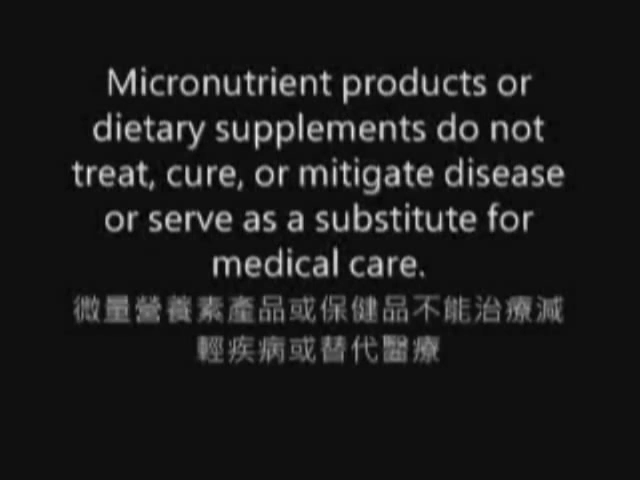 Micronutrient products or
dietary supplements do not
treat, cure, or mitigate disease
or serve as a substitute for
medical care.
微量營養素產品或保健品不能治療減
輕疾病或替代醫療